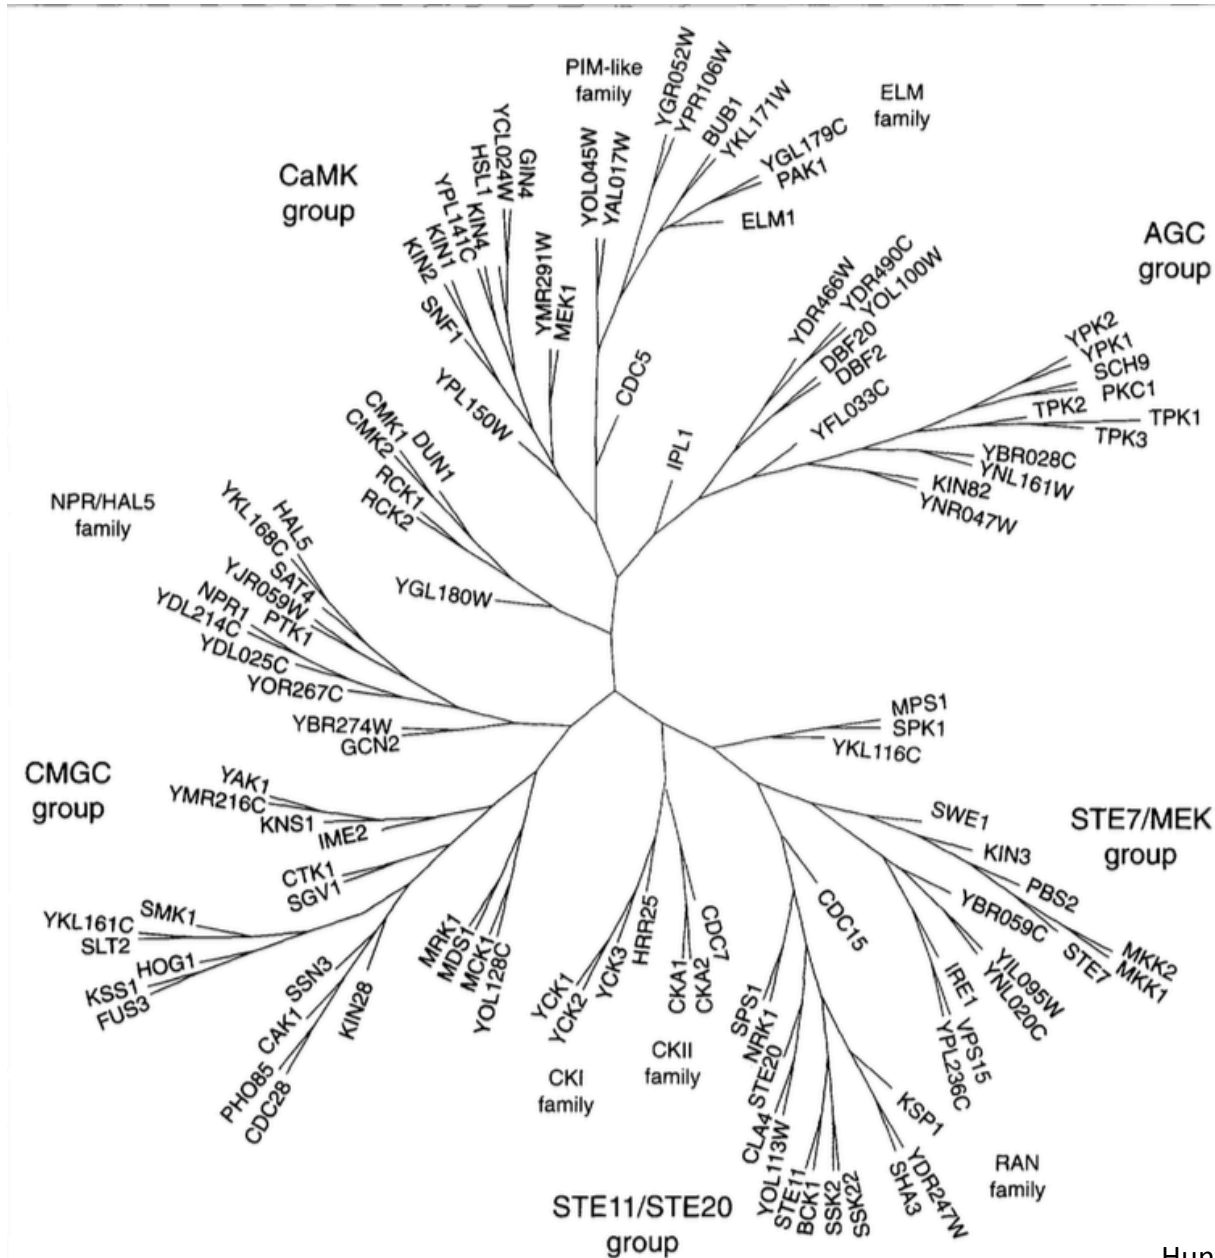 PIM-like
family
YGR052W
YPR106W
BUB1
YKL171W
ELM
family
YGL179C
PAK1
ELM1
YOL045W
YAL017W
CDC5
CaMK
group
GIN4
YCL024W
HSL1
KIN4
YPL141C
KIN1
KIN2
SNF1
YMR291W
MEK1
YPL150W
AGC
group
YDR466W
YDR490C
YOL100W
DBF20
DBF2
YFL033C
IPL1
YPK2
YPK1
SCH9
PKC1
TPK2
TPK1
TPK3
YBR028C
YNL161W
KIN82
YNR047W
CMK1
CMK2
DUN1
RCK1
RCK2
YGL180W
NPR/HAL5
family
HAL5
YKL168C
SAT4
YJR059W
PTK1
NPR1
YDL214C
YDL025C
YOR267C
YBR274W
GCN2
CMGC
group
YAK1
YMR216C
KNS1
IME2
CTK1
SGV1
SMK1
YKL161C
SLT2
HOG1
KSS1
FUS3
SSN3
CAK1
PHO85
CDC28
KIN28
MRK1
MDS1
MCK1
YOL128C
YCK1
YCK2
YCK3
HRR25
CKI
family
CKA1
CKA2
CDC7
CKII
family
MPS1
SPK1
YKL116C
STE7/MEK
group
SWE1
KIN3
PBS2
MKK2
MKK1
STE7
YBR059C
YIL095W
YNL020C
IRE1
VPS15
YPL236C
CDC15
SPS1
NRK1
STE20
CLA4
YOL113W
STE11
BCK1
SSK2
SSK22
KSP1
YDR247W
SHA3
RAN
family
STE11/STE20
group
Hun